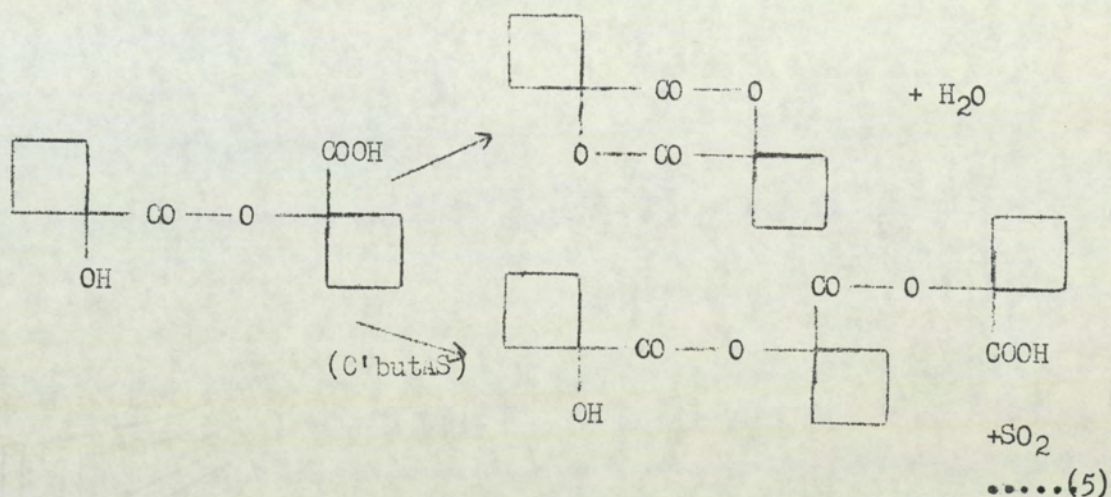 CO — O
+ H₂O
COOH
O — CO
CO — O
OH
CO — O
(C'butAS)
CO — O
COOH
OH
+SO₂
......(5)